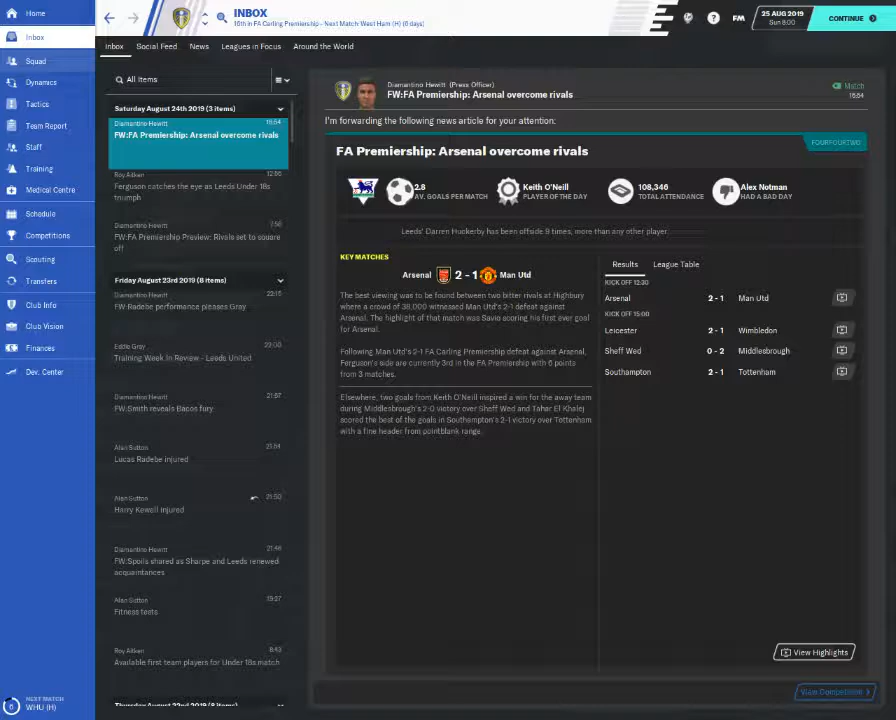 Home
Inbox
Squad
Dynamics
Tactics
Team Report
Staff
Training
Medical Centre
Schedule
Competitions
Scouting
Transfers
Club Info
Club Vision
Finances
Dev. Center
6
NEXT MATCH
WHU (H)
INBOX
15th in FA Carling Premiership - Next Match: West Ham (H) (6 days)
FM
25 AUG 2019
Sun 8:00
CONTINUE
Inbox Social Feed News Leagues in Focus Around the World
All Items
Saturday August 24th 2019 (3 items)
Diamantino Hewitt 16:54
FW:FA Premiership: Arsenal overcome rivals
Roy Aitken
Ferguson catches the eye as Leeds Under 18s
triumph
Diamantino Hewitt
FW:FA Premiership Preview: Rivals set to square
off
Friday August 23rd 2019 (8 items)
Diamantino Hewitt 22:15
FW:Radebe performance pleases Gray
Eddie Gray 22:00
Training Week In Review - Leeds United
Diamantino Hewitt 21:57
FW:Smith reveals Bacos fury
Alan Sutton 21:54
Lucas Radebe injured
Alan Sutton 21:50
Harry Kewell injured
Diamantino Hewitt 21:46
FW:Spoils shared as Sharpe and Leeds renewed
acquaintances
Alan Sutton 19:27
Fitness tests
Roy Aitken 8:43
Available first team players for Under 18s match
Thursday August 22nd 2019 (8 items)
Diamantino Hewitt (Press Officer)
FW:FA Premiership: Arsenal overcome rivals
Match
16:54
I'm forwarding the following news article for your attention:
FOURFOURTWO
FA Premiership: Arsenal overcome rivals
2.8
AV. GOALS PER MATCH
Keith O'Neill
PLAYER OF THE DAY
108,346
TOTAL ATTENDANCE
Alex Notman
HAD A BAD DAY
Leeds' Darren Huckerby has been offside 9 times, more than any other player.
KEY MATCHES
Arsenal 2 - 1 Man Utd
The best viewing was to be found between two bitter rivals at Highbury
where a crowd of 38,000 witnessed Man Utd's 2-1 defeat against
Arsenal. The highlight of that match was Savio scoring his first ever goal
for Arsenal.
Following Man Utd's 2-1 FA Carling Premiership defeat against Arsenal,
Ferguson's side are currently 3rd in the FA Premiership with 6 points
from 3 matches.
Elsewhere, two goals from Keith O'Neill inspired a win for the away team
during Middlesbrough's 2-0 victory over Sheff Wed and Tahar El Khalej
scored the best of the goals in Southampton's 2-1 victory over Tottenham
with a fine header from pointblank range.
Results League Table
KICK OFF 12:30
Arsenal 2 - 1 Man Utd
KICK OFF 15:00
Leicester 2 - 1 Wimbledon
Sheff Wed 0 - 2 Middlesbrough
Southampton 2 - 1 Tottenham
View Highlights
View Competition >